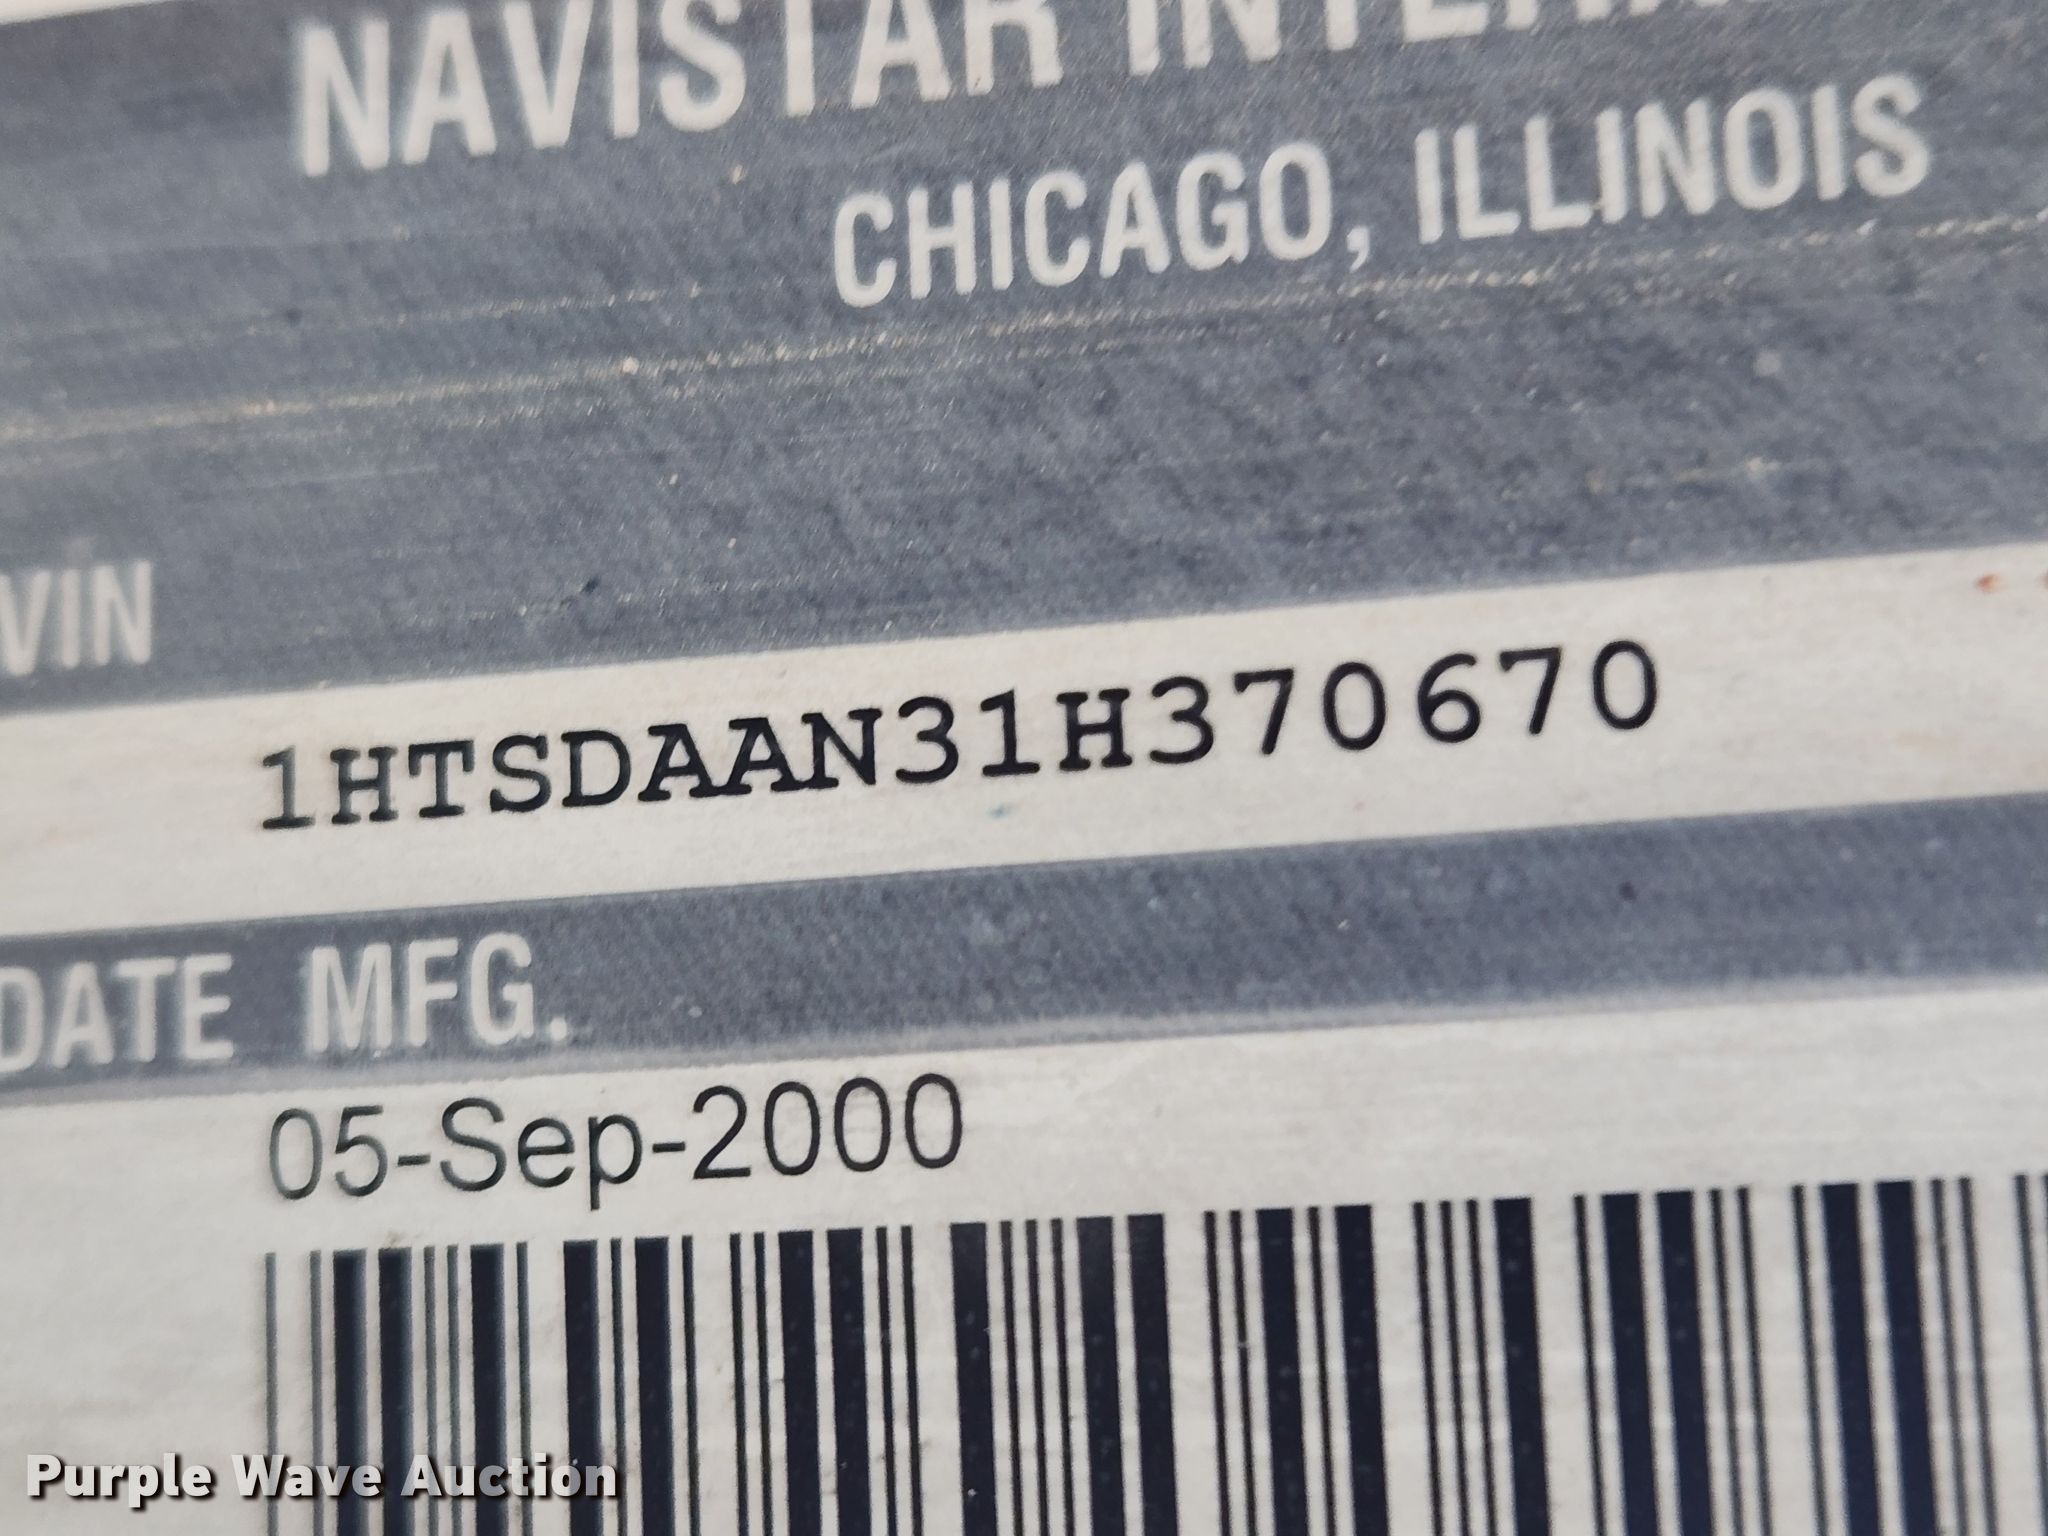 NAVISTAR
CHICAGO, ILLINOIS
VIN
1HTSDAAN31H370670
DATE MFG.
05-Sep-2000
Purple Wave Auction